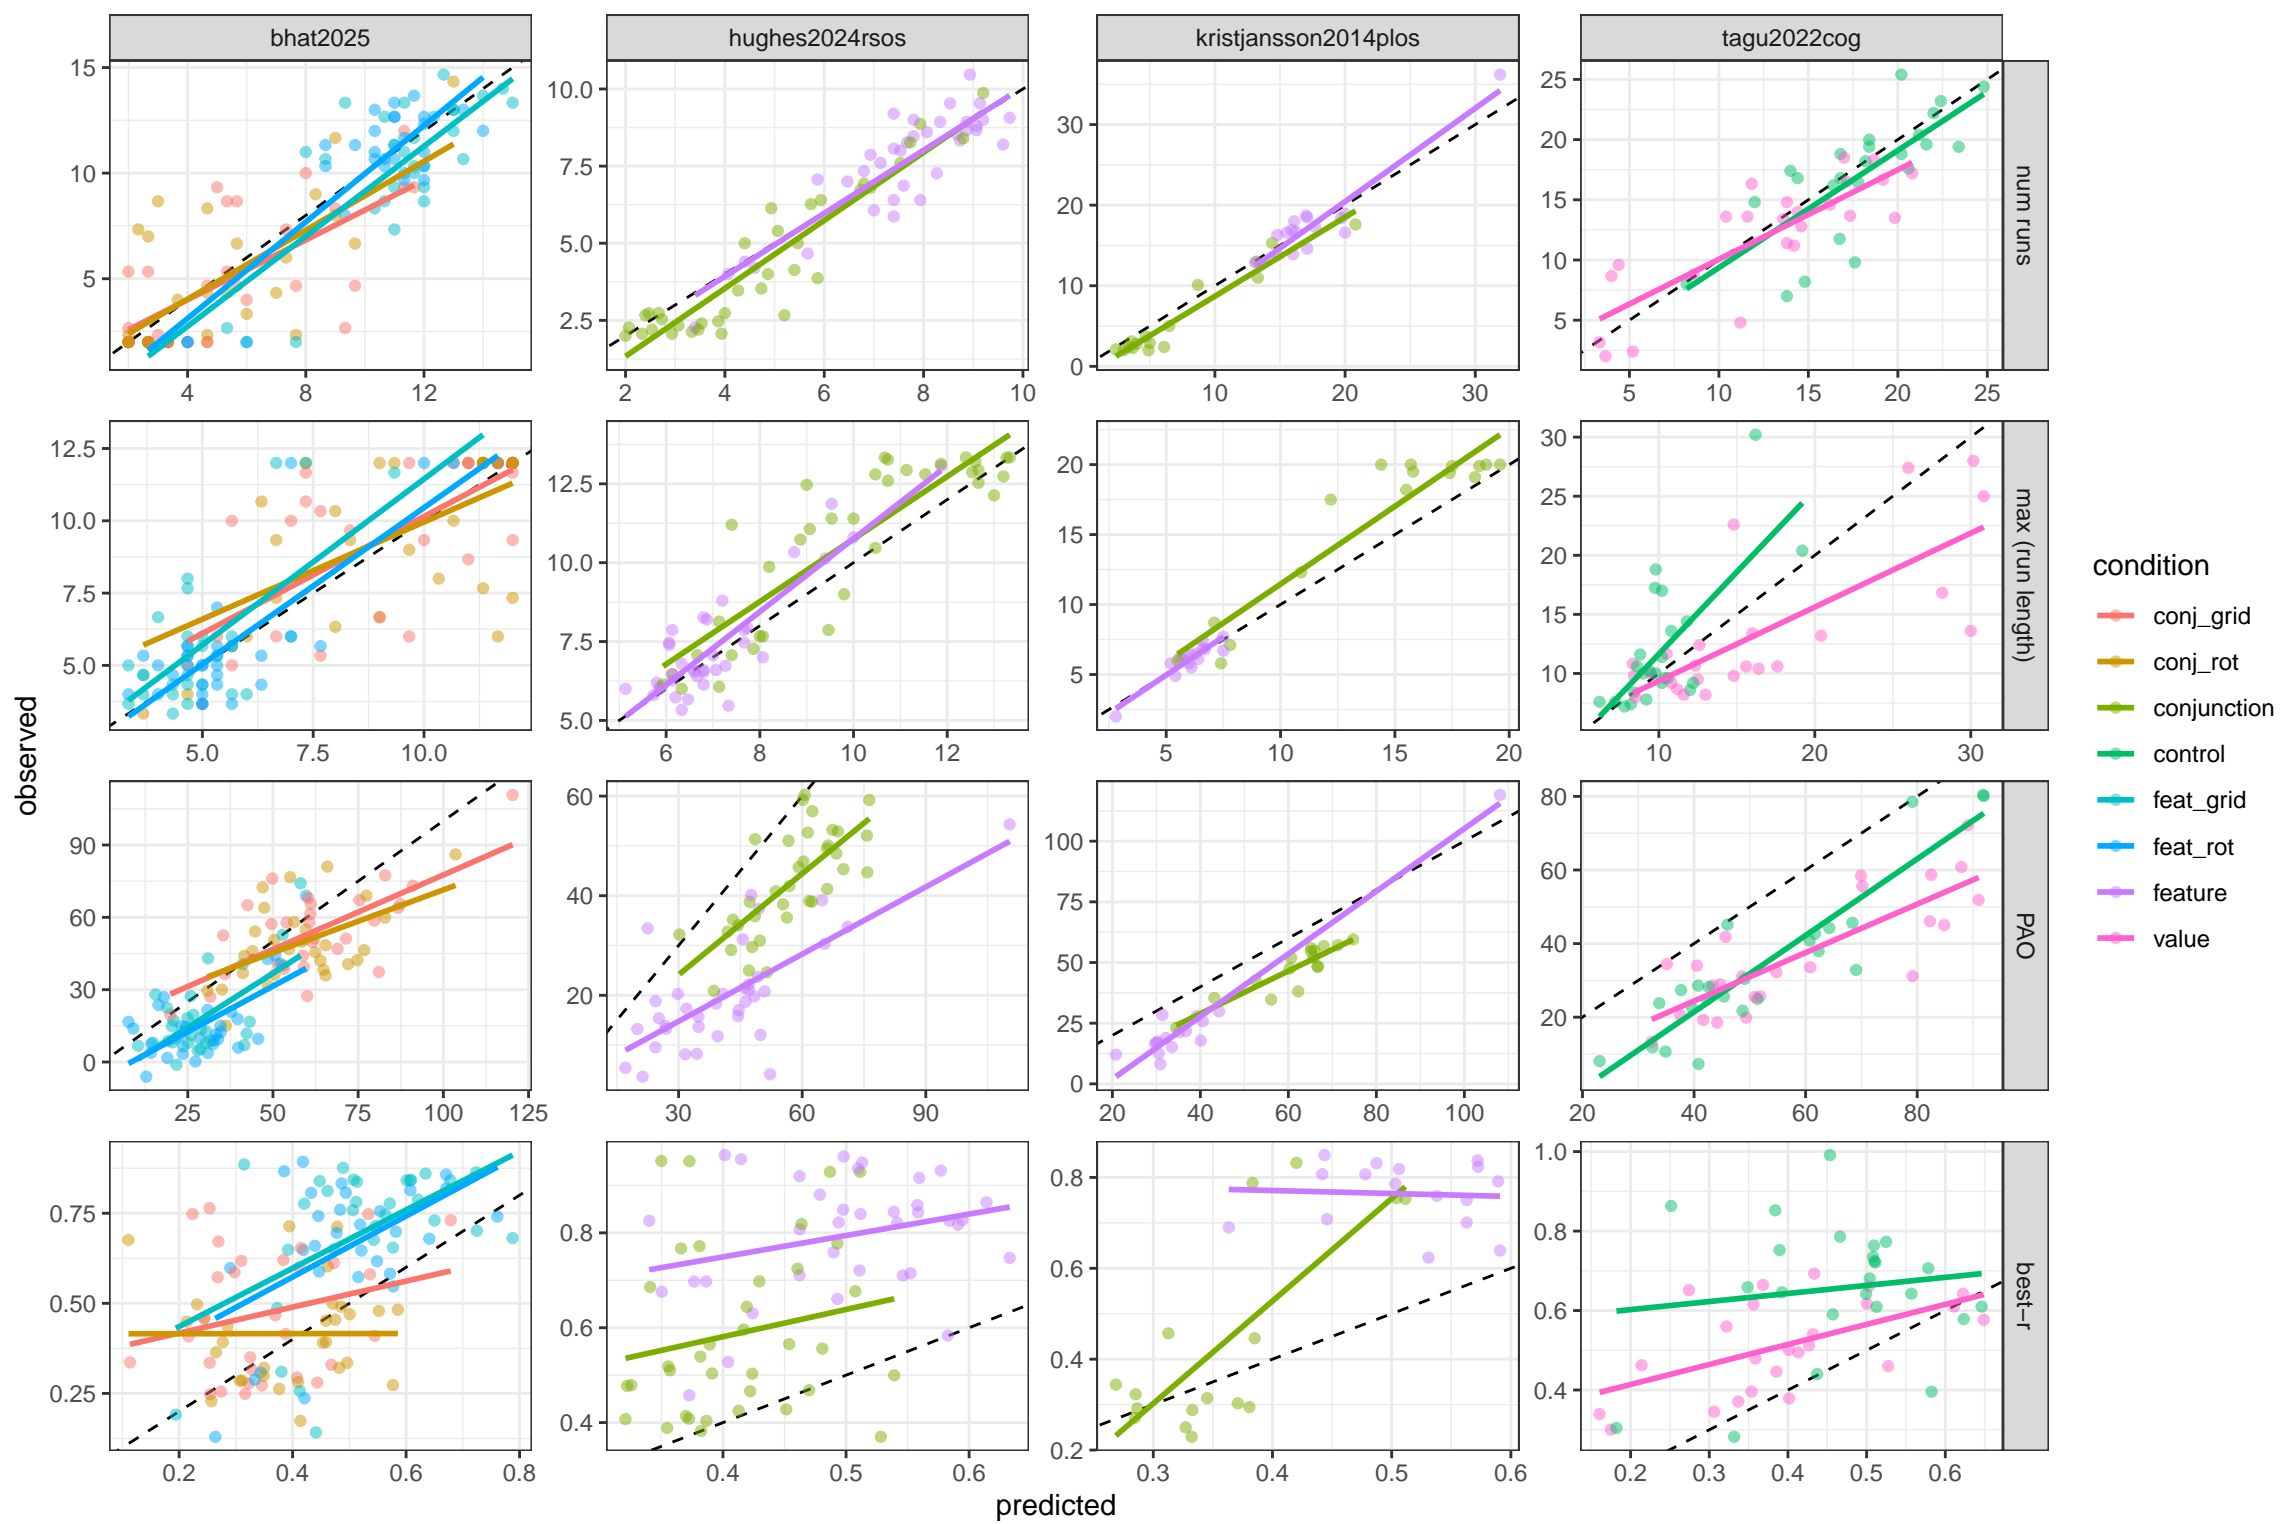 bhat2025 hughes2024rsos kristjansson2014plos tagu2022cog
15 10 5
4 8 12
10.0 7.5 5.0 2.5
2 4 6 8 10
30 20 10 0
10 20 30
25 20 15 10 5
5 10 15 20 25
num runs
12.5 10.0 7.5 5.0
5.0 7.5 10.0
12.5 10.0 7.5 5.0
6 8 10 12
20 15 10 5
5 10 15 20
30 25 20 15 10
10 20 30
max (run length)
90 60 30 0
25 50 75 100 125
60 40 20
30 60 90
100 75 50 25 0
20 40 60 80 100
80 60 40 20
20 40 60 80
PAO
0.75 0.50 0.25
0.2 0.4 0.6 0.8
0.8 0.6 0.4
0.4 0.5 0.6
0.8 0.6 0.4 0.2
0.3 0.4 0.5 0.6
1.0 0.8 0.6 0.4
0.2 0.3 0.4 0.5 0.6
best−r
observed
predicted
condition
conj_grid
conj_rot
conjunction
control
feat_grid
feat_rot
feature
value